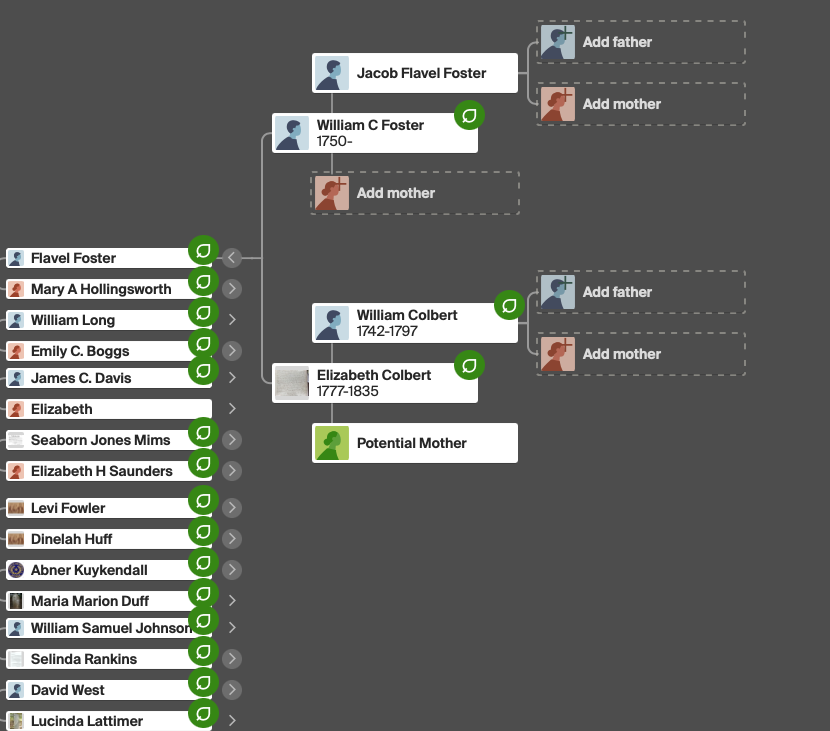 Jacob Flavel Foster
Add father
Add mother
William C Foster
1750-
Add mother
Flavel Foster
Mary A Hollingsworth
William Long
Emily C. Boggs
James C. Davis
Elizabeth
Seaborn Jones Mims
Elizabeth H Saunders
Levi Fowler
Dinelah Huff
Abner Kuykendall
Maria Marion Duff
William Samuel Johnson
Selinda Rankins
David West
Lucinda Lattimer
William Colbert
1742-1797
Add father
Add mother
Elizabeth Colbert
1777-1835
Potential Mother